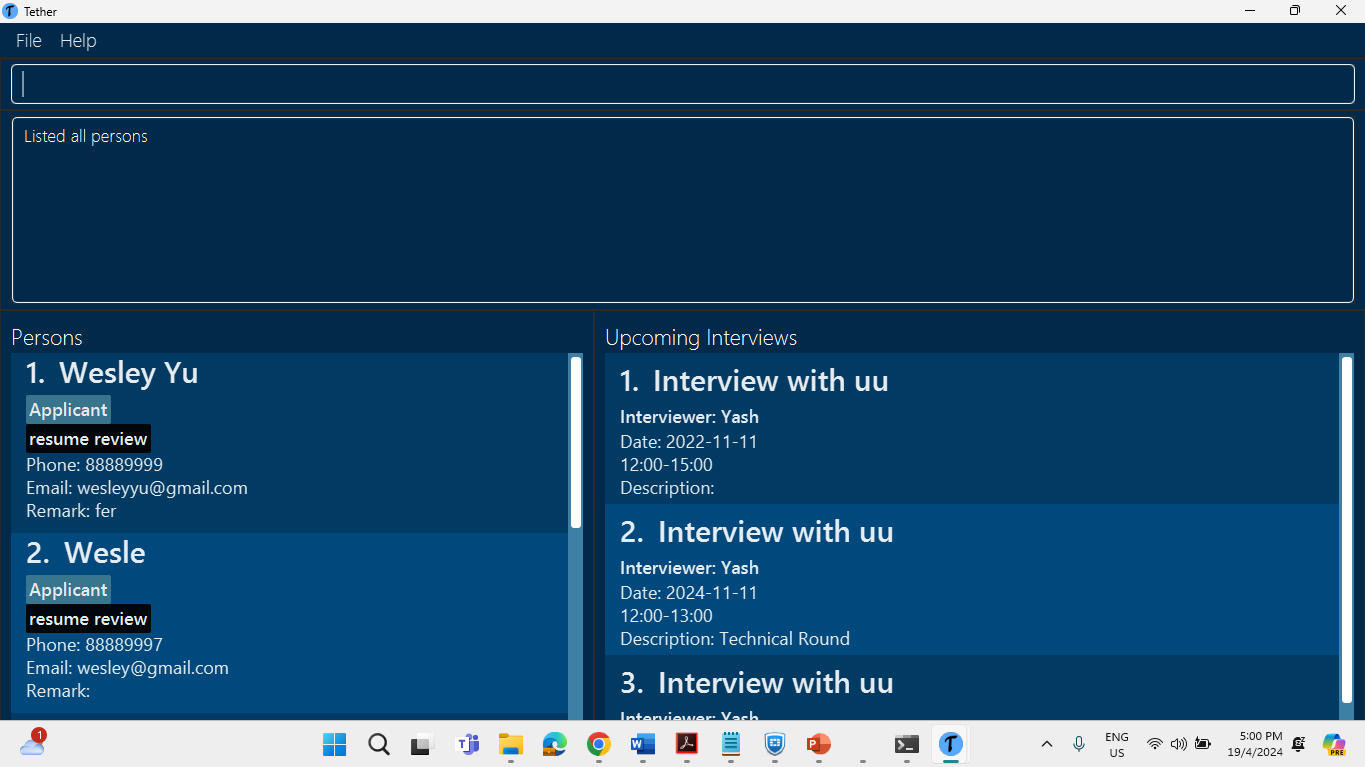 Tether
File Help
Listed all persons
Persons
1. Wesley Yu
Applicant
resume review
Phone: 88889999
Email: wesleyyu@gmail.com
Remark: fer
2. Wesle
Applicant
resume review
Phone: 88889997
Email: wesley@gmail.com
Remark:
Upcoming Interviews
1. Interview with uu
Interviewer: Yash
Date: 2022-11-11
12:00-15:00
Description:
2. Interview with uu
Interviewer: Yash
Date: 2024-11-11
12:00-13:00
Description: Technical Round
3. Interview with uu
Interviewer: Yash
1
ENG
US
5:00 PM
19/4/2024
PRE